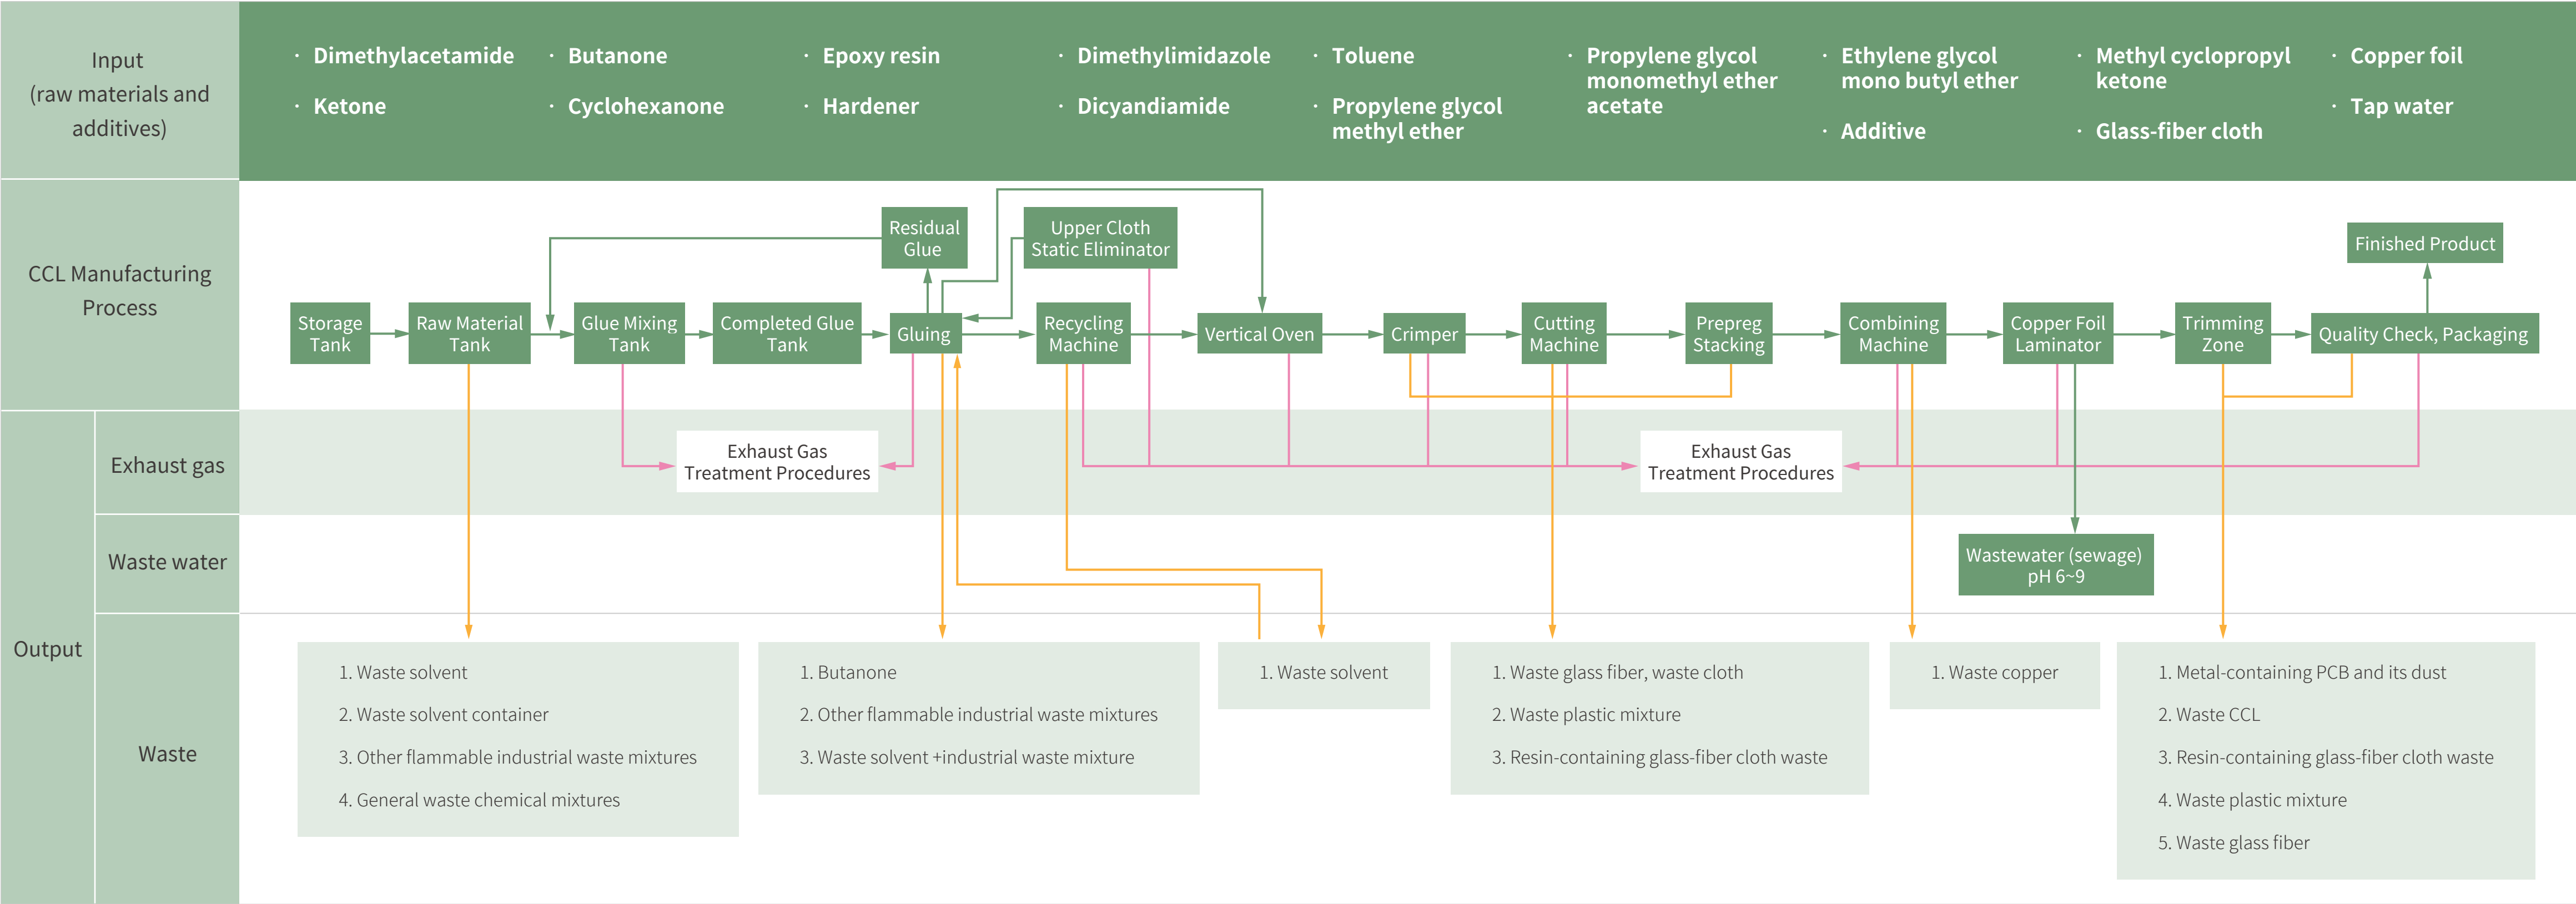 Input
(raw materials and
additives)
· Dimethylacetamide
· Ketone
· Butanone
· Cyclohexanone
· Epoxy resin
· Hardener
· Dimethylimidazole
· Dicyandiamide
· Toluene
· Propylene glycol
methyl ether
· Propylene glycol
monomethyl ether
acetate
· Ethylene glycol
mono butyl ether
· Additive
· Methyl cyclopropyl
ketone
· Glass-fiber cloth
· Copper foil
· Tap water
CCL Manufacturing
Process
Residual
Glue
Upper Cloth
Static Eliminator
Finished Product
Storage
Tank
Raw Material
Tank
Glue Mixing
Tank
Completed Glue
Tank
Gluing
Recycling
Machine
Vertical Oven
Crimper
Cutting
Machine
Prepreg
Stacking
Combining
Machine
Copper Foil
Laminator
Trimming
Zone
Quality Check, Packaging
Output
Exhaust gas
Exhaust Gas
Treatment Procedures
Exhaust Gas
Treatment Procedures
Waste water
Wastewater (sewage)
pH 6~9
Waste
1. Waste solvent
2. Waste solvent container
3. Other flammable industrial waste mixtures
4. General waste chemical mixtures
1. Butanone
2. Other flammable industrial waste mixtures
3. Waste solvent +industrial waste mixture
1. Waste solvent
1. Waste glass fiber, waste cloth
2. Waste plastic mixture
3. Resin-containing glass-fiber cloth waste
1. Waste copper
1. Metal-containing PCB and its dust
2. Waste CCL
3. Resin-containing glass-fiber cloth waste
4. Waste plastic mixture
5. Waste glass fiber